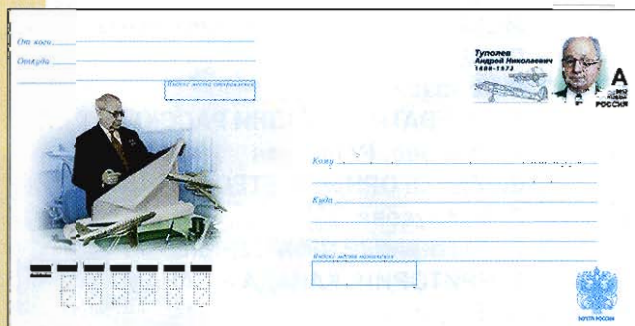 От кого
Откуда
Индекс места отправления
Туполев
Андрей Николаевич
1888-1972
А
РОССИЯ
Кому
Куда
Индекс места назначения
ПОЧТА РОССИИ